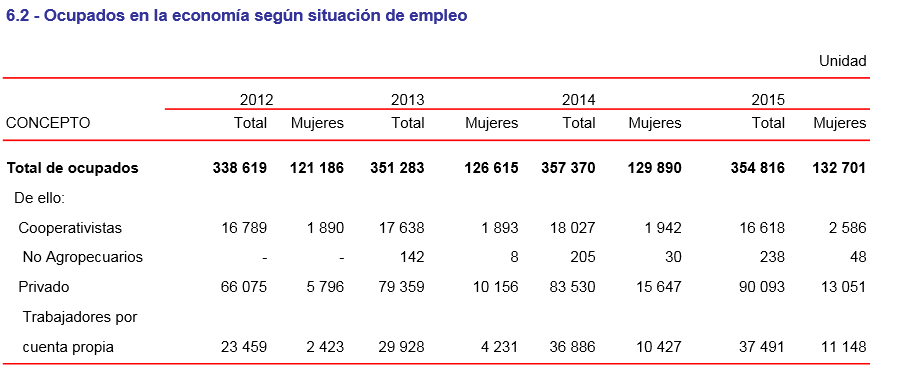 6.2 - Ocupados en la economía según situación de empleo
Unidad
2012 2013 2014 2015
CONCEPTO Total Mujeres Total Mujeres Total Mujeres Total Mujeres
Total de ocupados 338 619 121 186 351 283 126 615 357 370 129 890 354 816 132 701
De ello:
Cooperativistas 16 789 1 890 17 638 1 893 18 027 1 942 16 618 2 586
No Agropecuarios - - 142 8 205 30 238 48
Privado 66 075 5 796 79 359 10 156 83 530 15 647 90 093 13 051
Trabajadores por
cuenta propia 23 459 2 423 29 928 4 231 36 886 10 427 37 491 11 148